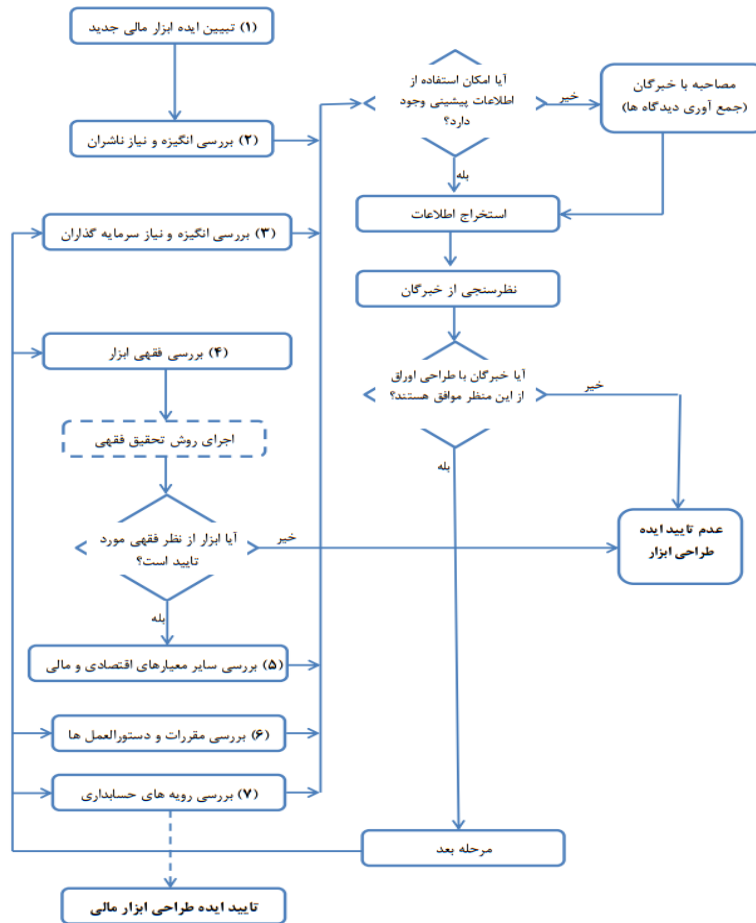 (۱) تبیین ایده ابزار مالی جدید
(۲) بررسی انگیزه و نیاز ناشران
(۳) بررسی انگیزه و نیاز سرمایه گذاران
(۴) بررسی فقهی ابزار
اجرای روش تحقیق فقهی
آیا ابزار از نظر فقهی مورد
تایید است؟
خیر
بله
(۵) بررسی سایر معیارهای اقتصادی و مالی
(۶) بررسی مقررات و دستورالعمل ها
(۷) بررسی رویه های حسابداری
تایید ایده طراحی ابزار مالی
آیا امکان استفاده از
اطلاعات پیشینی وجود
دارد؟
خیر
مصاحبه با خبرگان
(جمع آوری دیدگاه ها)
بله
استخراج اطلاعات
نظرسنجی از خبرگان
آیا خبرگان با طراحی اوراق
از این منظر موافق هستند؟
خیر
بله
عدم تایید ایده
طراحی ابزار
مرحله بعد